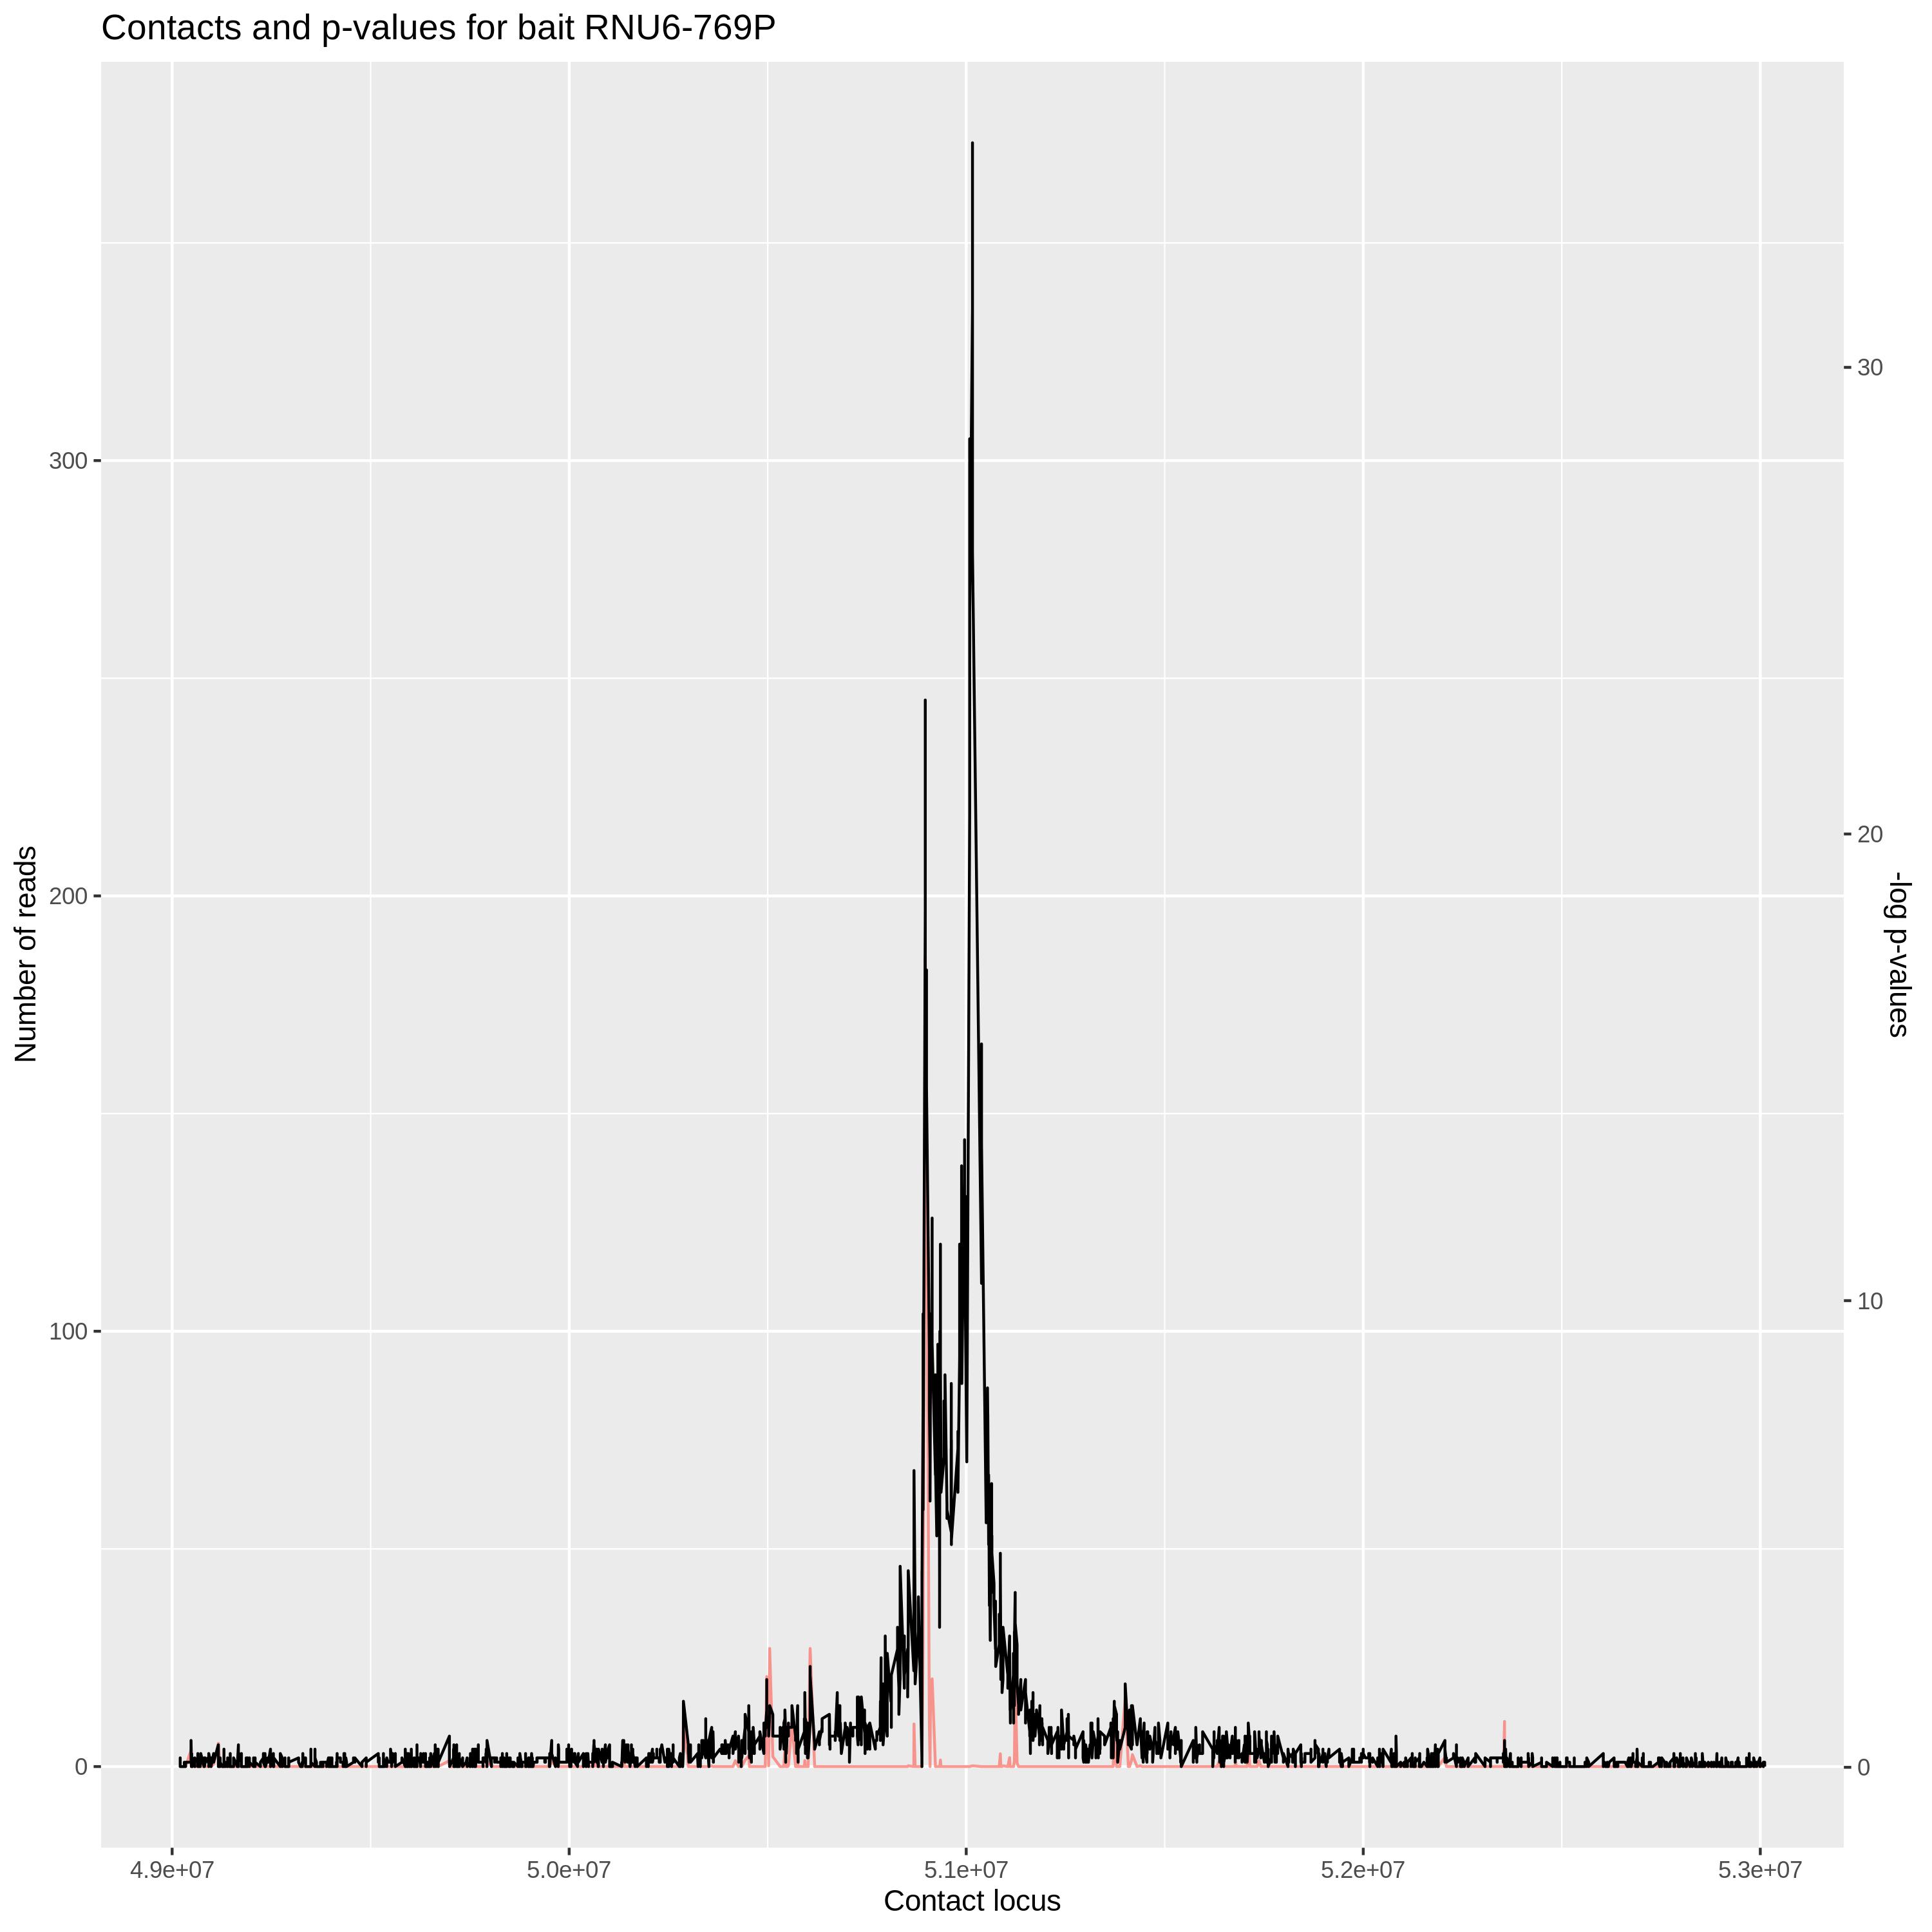 Contacts and p-values for bait RNU6-769P
Number of reads
300
200
100
0
30
20
10
0
-log p-values
4.9e+07
5.0e+07
5.1e+07
5.2e+07
5.3e+07
Contact locus